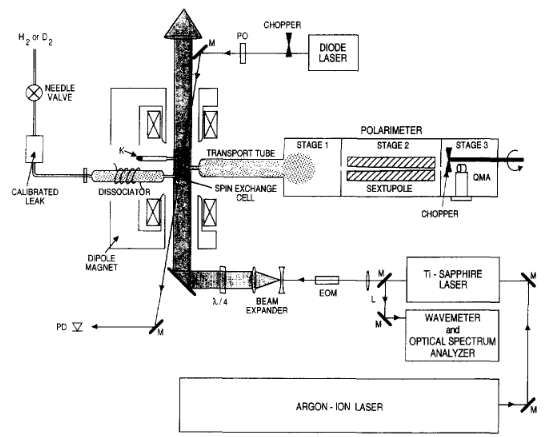 CHOPPER
H2 or D2
M
PO
DIODE
LASER
NEEDLE
VALVE
POLARIMETER
K
TRANSPORT TUBE
STAGE 1
STAGE 2
STAGE 3
CALIBRATED
LEAK
DISSOCIATOR
SPIN EXCHANGE
CELL
SEXTUPOLE
QMA
CHOPPER
DIPOLE
MAGNET
λ/4
BEAM
EXPANDER
EOM
L
M
Ti - SAPPHIRE
LASER
M
PD
M
M
WAVEMETER
and
OPTICAL SPECTRUM
ANALYZER
ARGON - ION LASER
M